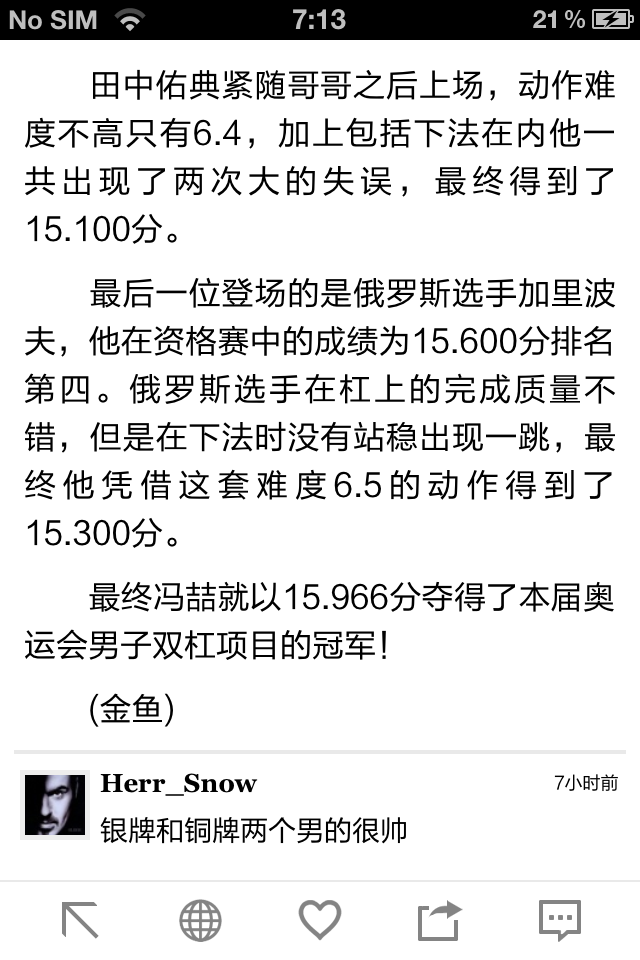 No SIM 7:13 21 %
田中佑典紧随哥哥之后上场，动作难
度不高只有6.4，加上包括下法在内他一
共出现了两次大的失误，最终得到了
15.100分。
最后一位登场的是俄罗斯选手加里波
夫，他在资格赛中的成绩为15.600分排名
第四。俄罗斯选手在杠上的完成质量不
错，但是在下法时没有站稳出现一跳，最
终他凭借这套难度6.5的动作得到了
15.300分。
最终冯喆就以15.966分夺得了本届奥
运会男子双杠项目的冠军！
(金鱼)
Herr_Snow 7小时前
银牌和铜牌两个男的很帅